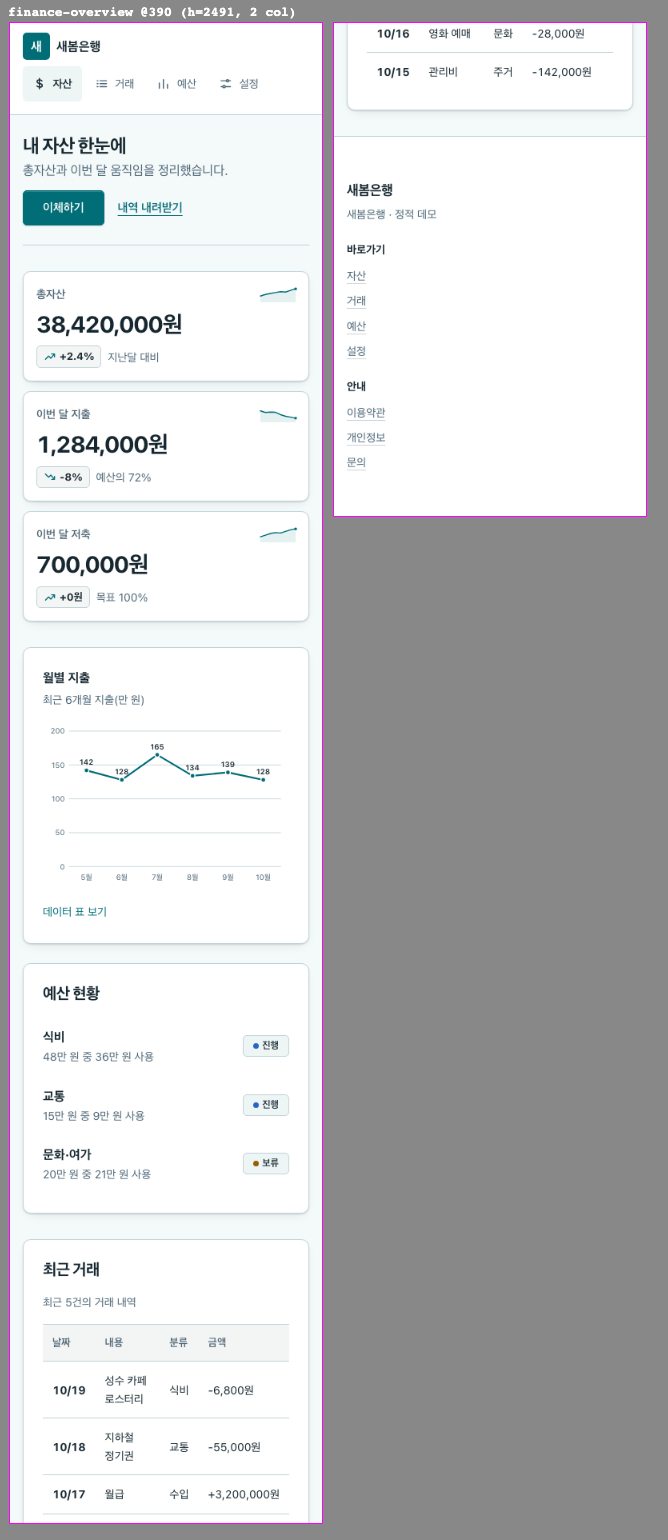 finance-overview @390 (h=2491, 2 col)
새 새봄은행
자산 거래 예산 설정
내 자산 한눈에
총자산과 이번 달 움직임을 정리했습니다.
이체하기 내역 내려받기
총자산
38,420,000원
+2.4% 지난달 대비
이번 달 지출
1,284,000원
-8% 예산의 72%
이번 달 저축
700,000원
+0원 목표 100%
월별 지출
최근 6개월 지출(만 원)
200
150
100
50
0
142 128 165 134 139 128
5월 6월 7월 8월 9월 10월
데이터 표 보기
예산 현황
식비
48만 원 중 36만 원 사용
진행
교통
15만 원 중 9만 원 사용
진행
문화·여가
20만 원 중 21만 원 사용
보류
최근 거래
최근 5건의 거래 내역
날짜 내용 분류 금액
10/19 성수 카페 로스터리 식비 -6,800원
10/18 지하철 정기권 교통 -55,000원
10/17 월급 수입 +3,200,000원
10/16 영화 예매 문화 -28,000원
10/15 관리비 주거 -142,000원
새봄은행
새봄은행 · 정적 데모
바로가기
자산
거래
예산
설정
안내
이용약관
개인정보
문의